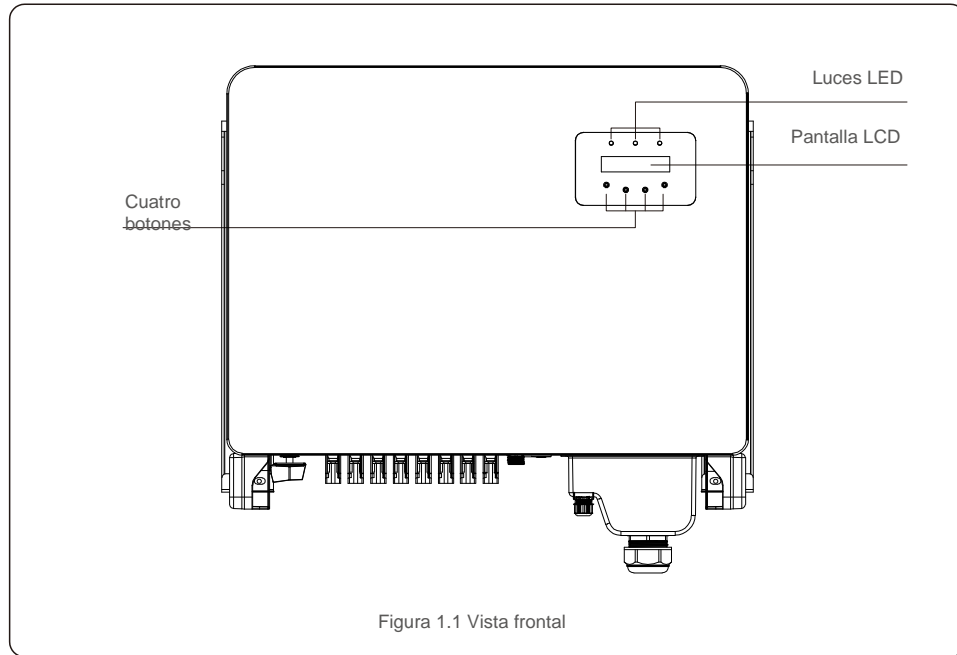 Luces LED
Pantalla LCD
Cuatro
botones
Figura 1.1 Vista frontal